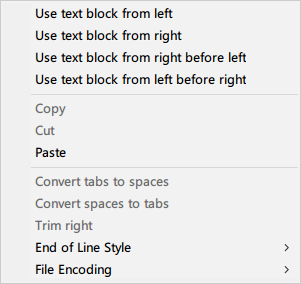 Use text block from left
Use text block from right
Use text block from right before left
Use text block from left before right
Copy
Cut
Paste
Convert tabs to spaces
Convert spaces to tabs
Trim right
End of Line Style
File Encoding